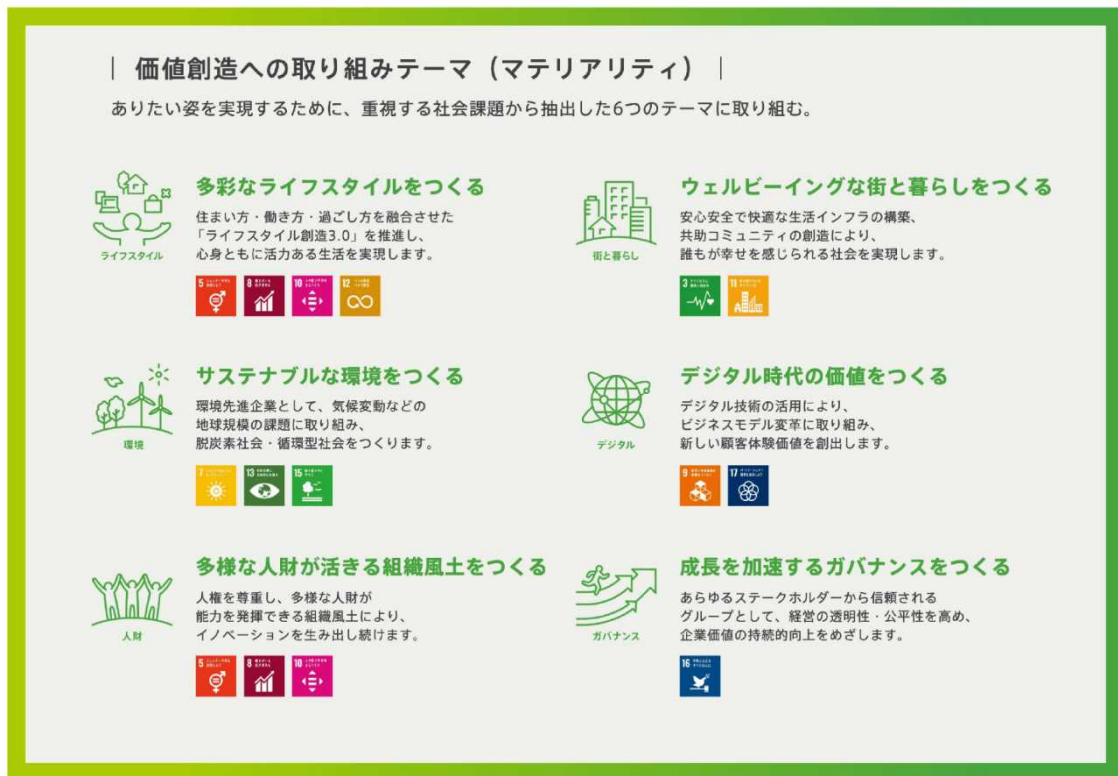 価値創造への取り組みテーマ（マテリアリティ）
ありたい姿を実現するために、重視する社会課題から抽出した6つのテーマに取り組む。
ライフスタイル
多彩なライフスタイルをつくる
住まい方・働き方・過ごし方を融合させた
「ライフスタイル創造3.0」を推進し、
心身ともに活力ある生活を実現します。
5
8
10
12
街と暮らし
ウェルビーイングな街と暮らしをつくる
安心安全で快適な生活インフラの構築、
共助コミュニティの創造により、
誰もが幸せを感じられる社会を実現します。
3
11
環境
サステナブルな環境をつくる
環境先進企業として、気候変動などの
地球規模の課題に取り組み、
脱炭素社会・循環型社会をつくります。
7
13
15
デジタル
デジタル時代の価値をつくる
デジタル技術の活用により、
ビジネスモデル変革に取り組み、
新しい顧客体験価値を創出します。
9
17
人財
多様な人財が活きる組織風土をつくる
人権を尊重し、多様な人財が
能力を発揮できる組織風土により、
イノベーションを生み出し続けます。
5
8
10
ガバナンス
成長を加速するガバナンスをつくる
あらゆるステークホルダーから信頼される
グループとして、経営の透明性・公平性を高め、
企業価値の持続的向上をめざします。
16